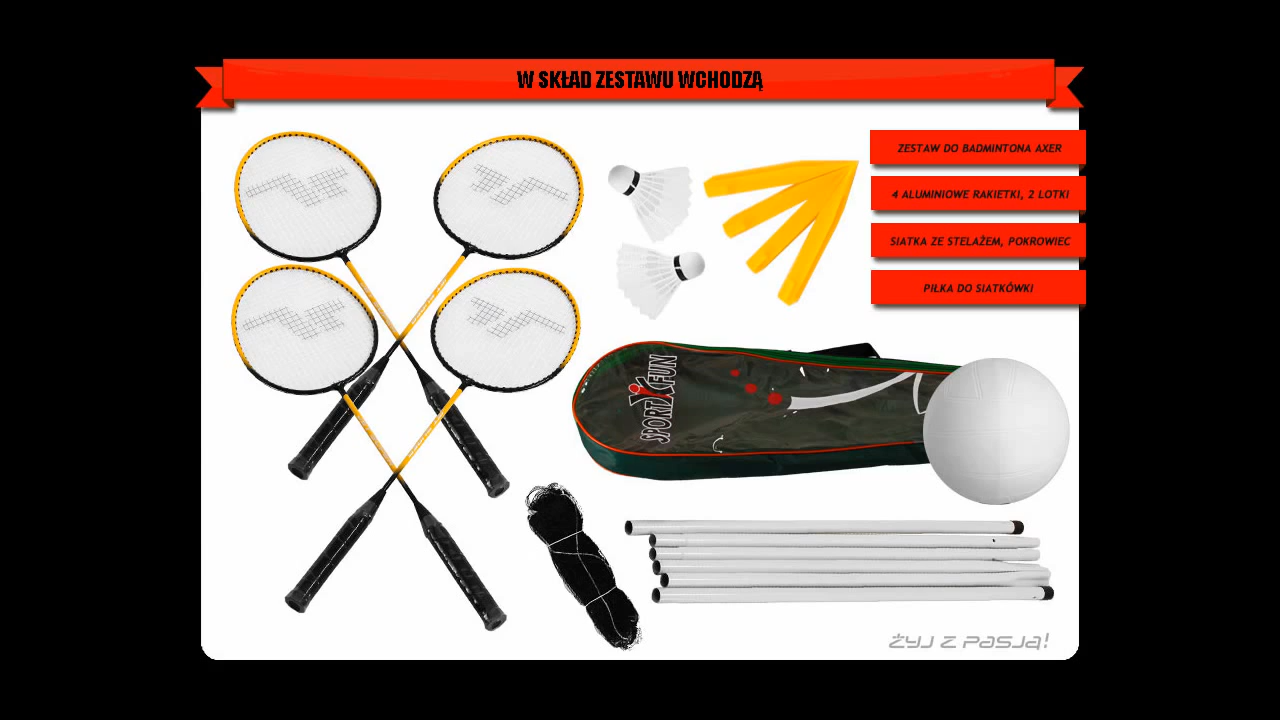 W SKŁAD ZESTAWU WCHODZĄ
ZESTAW DO BADMINTONA AXER
4 ALUMINIOWE RAKIETKI, 2 LOTKI
SIATKA ZE STELAŻEM, POKROWIEC
PIŁKA DO SIATKÓWKI
SPORT X FUN
ŻYJ Z PASJĄ!